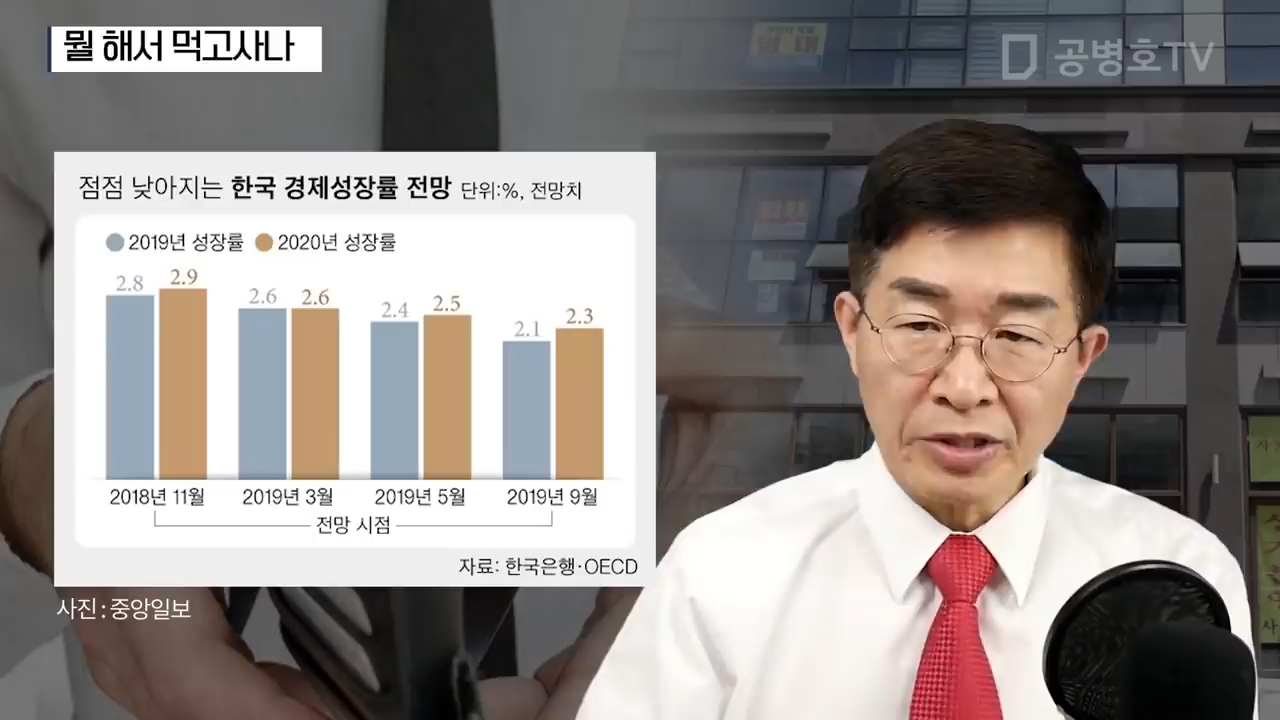 뭘 해서 먹고사나
공병호TV
점점 낮아지는 한국 경제성장률 전망 단위:%, 전망치
2019년 성장률 2020년 성장률
2.8 2.9 2.6 2.6 2.4 2.5 2.1 2.3
2018년 11월 2019년 3월 2019년 5월 2019년 9월
전망 시점
자료: 한국은행·OECD
사진 : 중앙일보